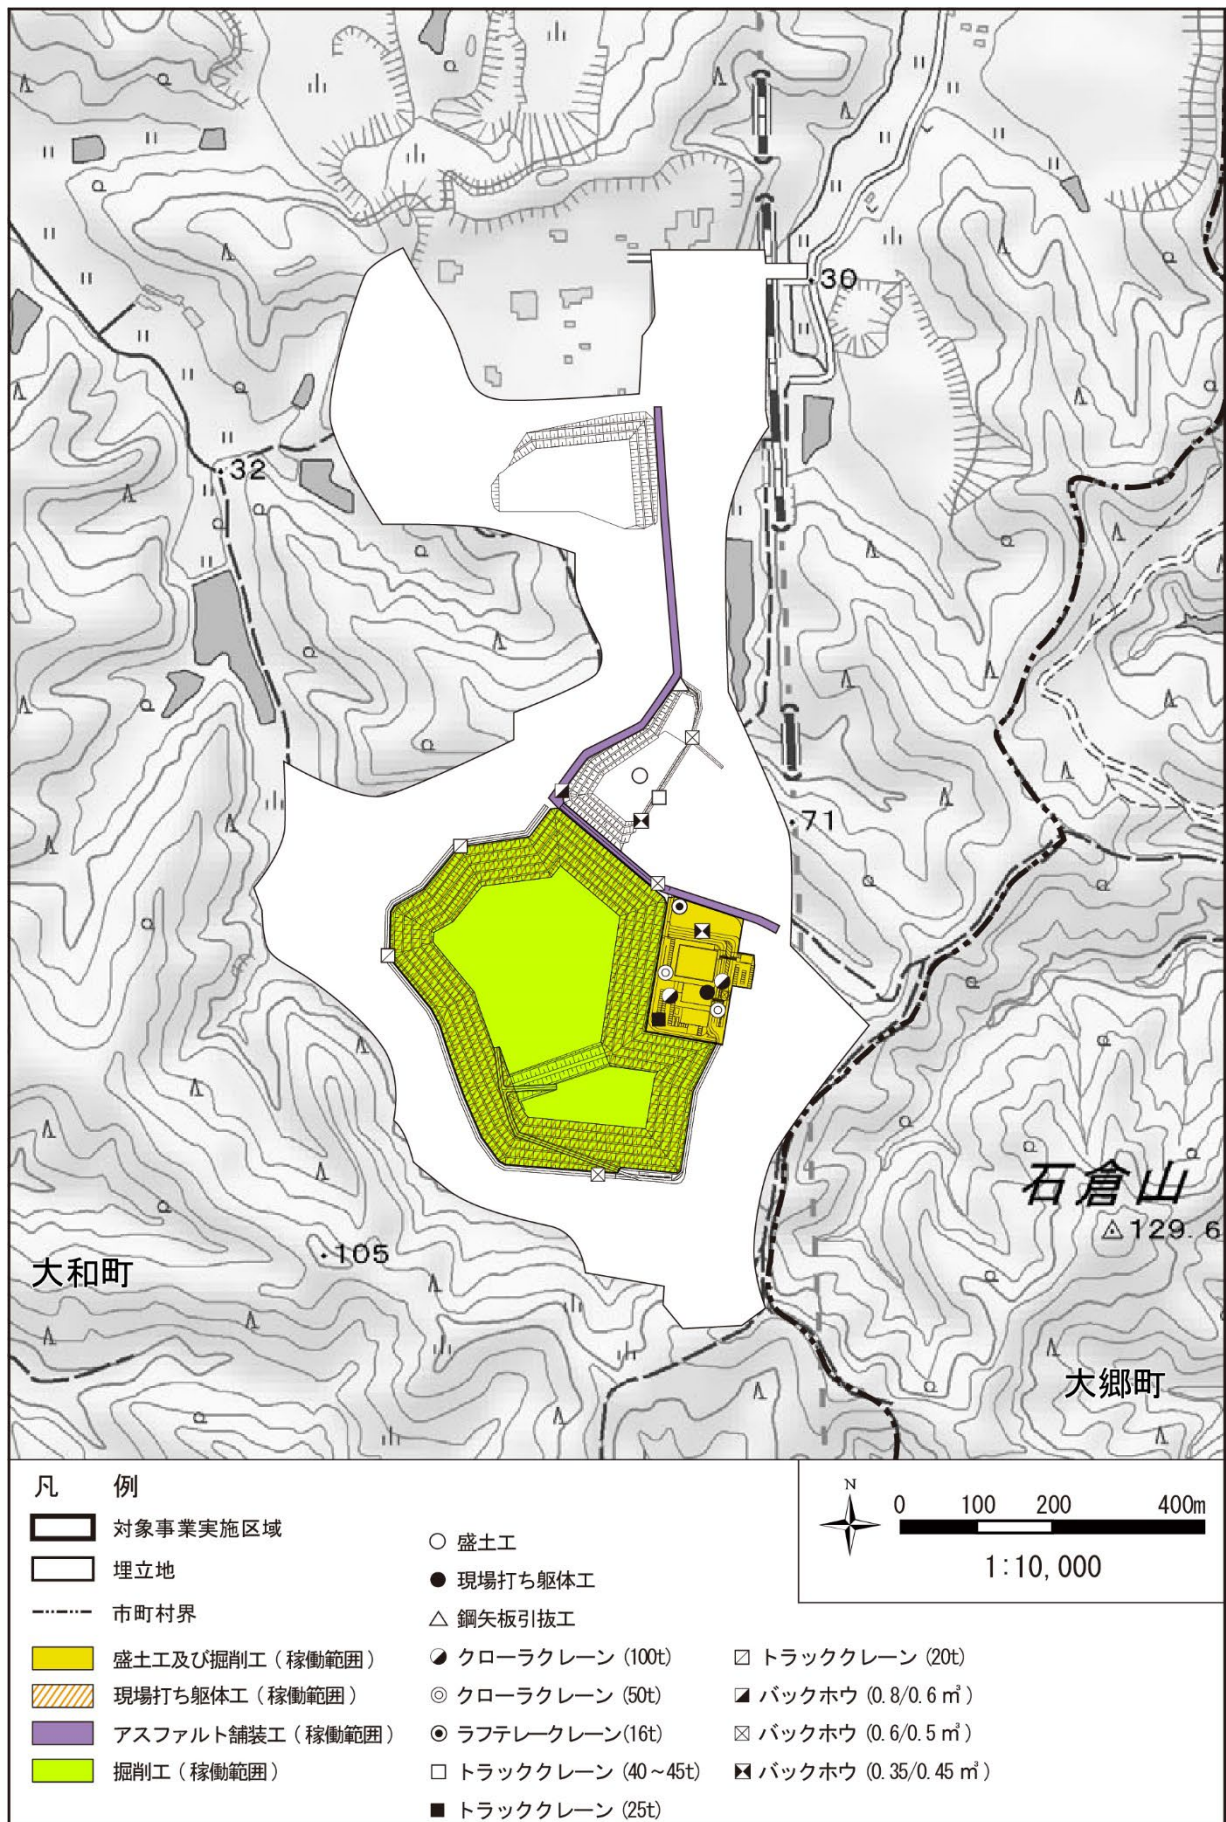 30
32
71
石倉山
129.6
105
大和町
大郷町
凡 例
対象事業実施区域
埋立地
市町村界
盛土工及び掘削工(稼働範囲)
現場打ち躯体工(稼働範囲)
アスファルト舗装工(稼働範囲)
掘削工(稼働範囲)
盛土工
現場打ち躯体工
鋼矢板引抜工
クローラクレーン (100t)
クローラクレーン (50t)
ラフテレークレーン(16t)
トラッククレーン (40～45t)
トラッククレーン (25t)
トラッククレーン (20t)
バックホウ (0.8/0.6㎥)
バックホウ (0.6/0.5㎥)
バックホウ (0.35/0.45㎥)
N
0 100 200 400m
1:10,000